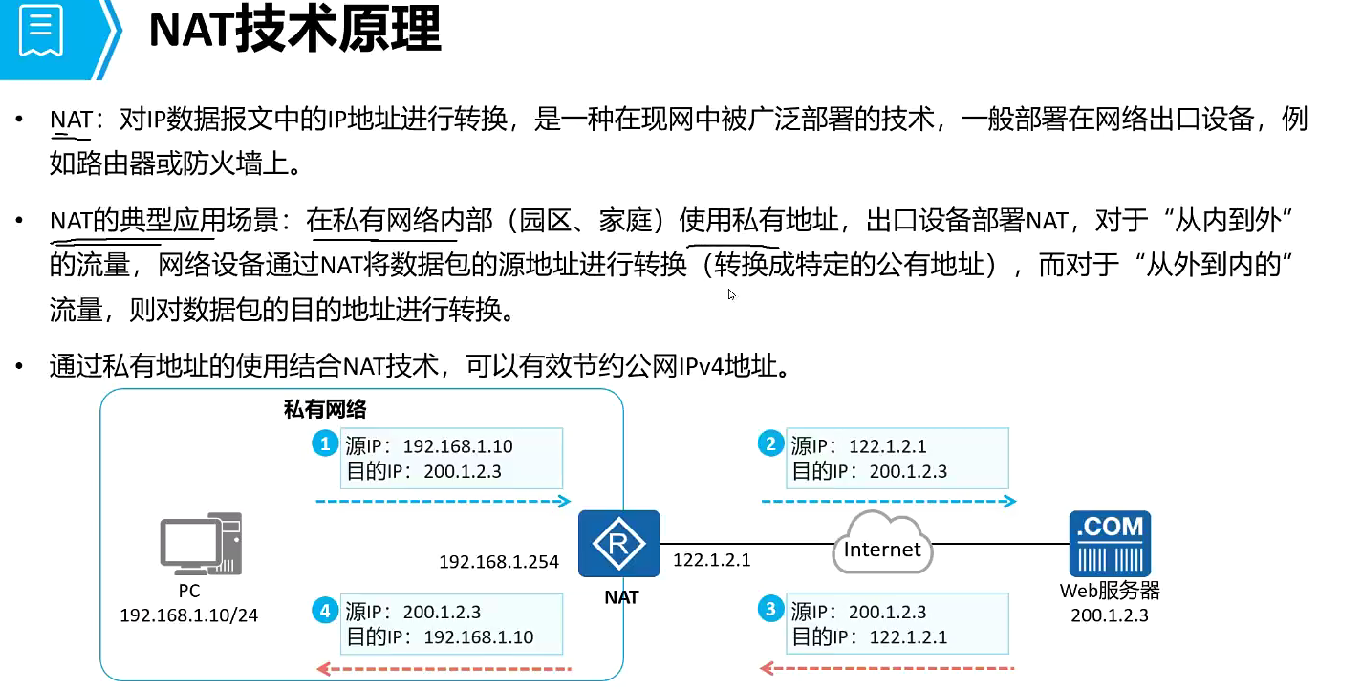 NAT技术原理
• NAT：对IP数据报文中的IP地址进行转换，是一种在现网中被广泛部署的技术，一般部署在网络出口设备，例
如路由器或防火墙上。
• NAT的典型应用场景：在私有网络内部（园区、家庭）使用私有地址，出口设备部署NAT，对于“从内到外“
的流量，网络设备通过NAT将数据包的源地址进行转换（转换成特定的公有地址），而对于“从外到内的“
流量，则对数据包的目的地址进行转换。
• 通过私有地址的使用结合NAT技术，可以有效节约公网IPv4地址。
私有网络
1
源IP：192.168.1.10
目的IP：200.1.2.3
2
源IP：122.1.2.1
目的IP：200.1.2.3
PC
192.168.1.10/24
192.168.1.254
R
NAT
122.1.2.1
Internet
.COM
Web服务器
200.1.2.3
4
源IP：200.1.2.3
目的IP：192.168.1.10
3
源IP：200.1.2.3
目的IP：122.1.2.1